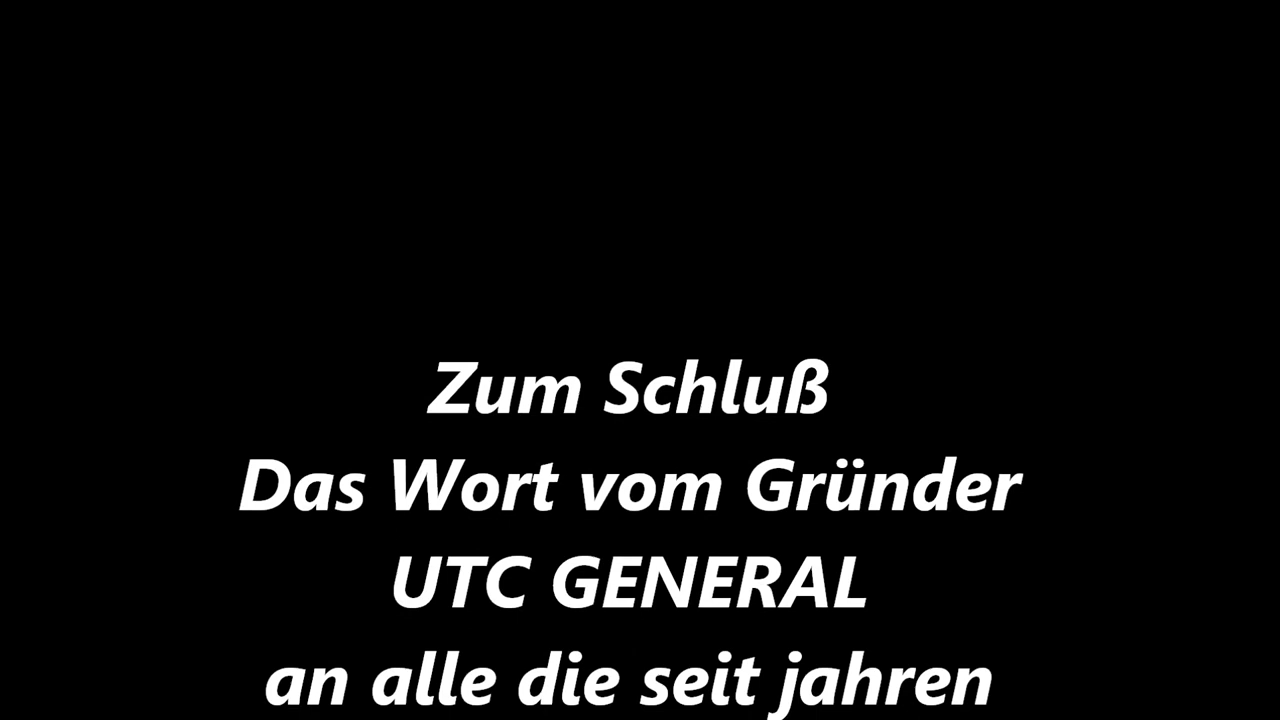 Zum Schluß
Das Wort vom Gründer
UTC GENERAL
an alle die seit jahren